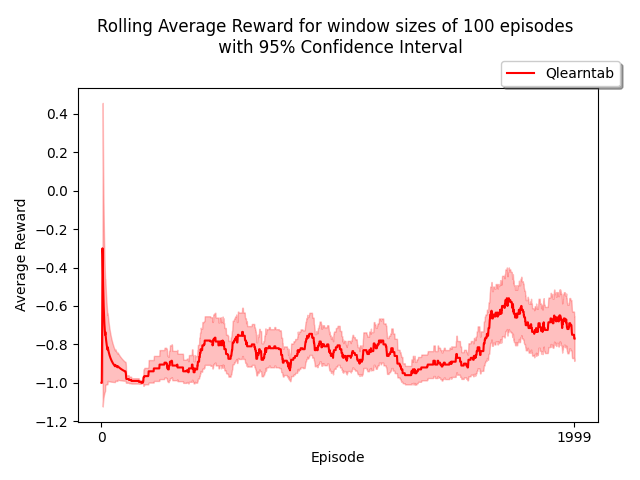 Rolling Average Reward for window sizes of 100 episodes
with 95% Confidence Interval
Qlearntab
0.4
0.2
0.0
−0.2
−0.4
−0.6
−0.8
−1.0
−1.2
Average Reward
0 1999
Episode